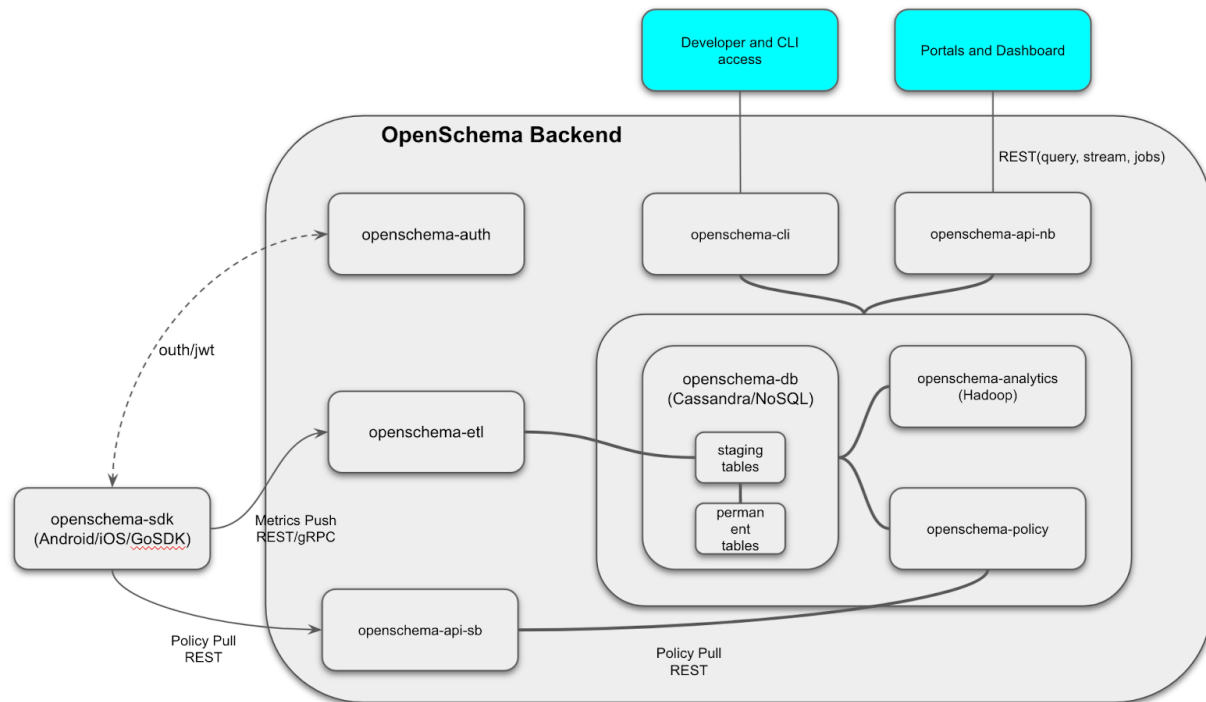 Developer and CLI
access
Portals and Dashboard
OpenSchema Backend
REST(query, stream, jobs)
openschema-auth
openschema-cli
openschema-api-nb
outh/jwt
openschema-db
(Cassandra/NoSQL)
openschema-analytics
(Hadoop)
openschema-etl
staging
tables
openschema-sdk
(Android/iOS/GoSDK)
Metrics Push
REST/gRPC
perman
ent
tables
openschema-policy
openschema-api-sb
Policy Pull
REST
Policy Pull
REST